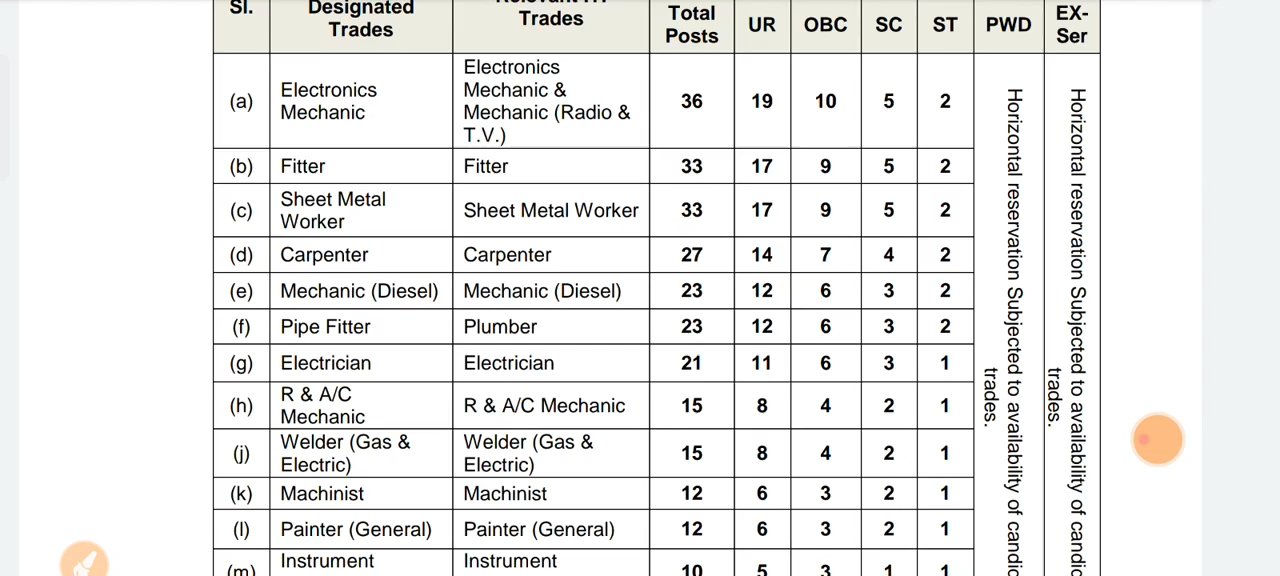 SI. Designated Trades Trades Total Posts UR OBC SC ST PWD EX-Ser
(a) Electronics Mechanic Electronics Mechanic & Mechanic (Radio & T.V.) 36 19 10 5 2
(b) Fitter Fitter 33 17 9 5 2
(c) Sheet Metal Worker Sheet Metal Worker 33 17 9 5 2
(d) Carpenter Carpenter 27 14 7 4 2
(e) Mechanic (Diesel) Mechanic (Diesel) 23 12 6 3 2
(f) Pipe Fitter Plumber 23 12 6 3 2
(g) Electrician Electrician 21 11 6 3 1
(h) R & A/C Mechanic R & A/C Mechanic 15 8 4 2 1
(j) Welder (Gas & Electric) Welder (Gas & Electric) 15 8 4 2 1
(k) Machinist Machinist 12 6 3 2 1
(l) Painter (General) Painter (General) 12 6 3 2 1
(m) Instrument Instrument 10 5 3 1 1
Horizontal reservation Subjected to availability of
trades.
Horizontal reservation Subjected to availability of
trades.